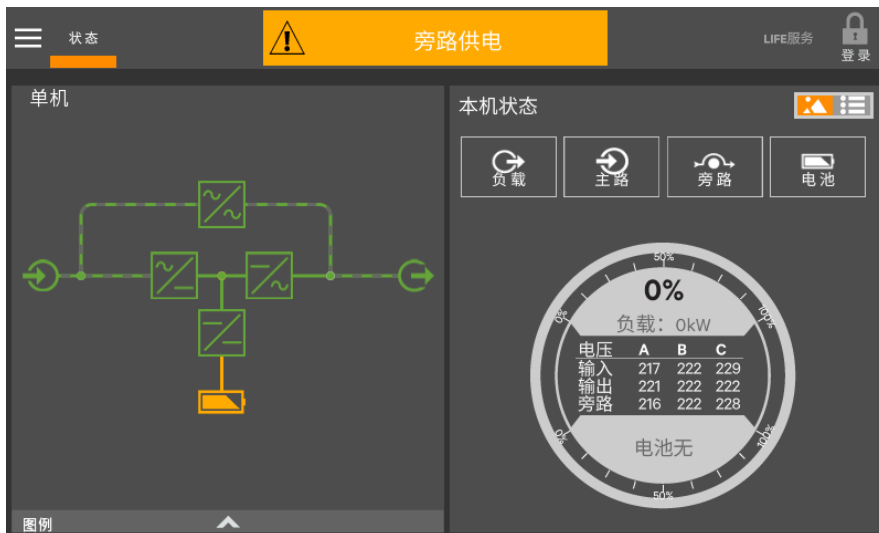 状态
旁路供电
LIFE服务
登录
单机
本机状态
负载
主路
旁路
电池
50%
0%
100%
0%
负载：0kW
电压 A B C
输入 217 222 229
输出 221 222 222
旁路 216 222 228
电池无
0%
100%
50%
图例